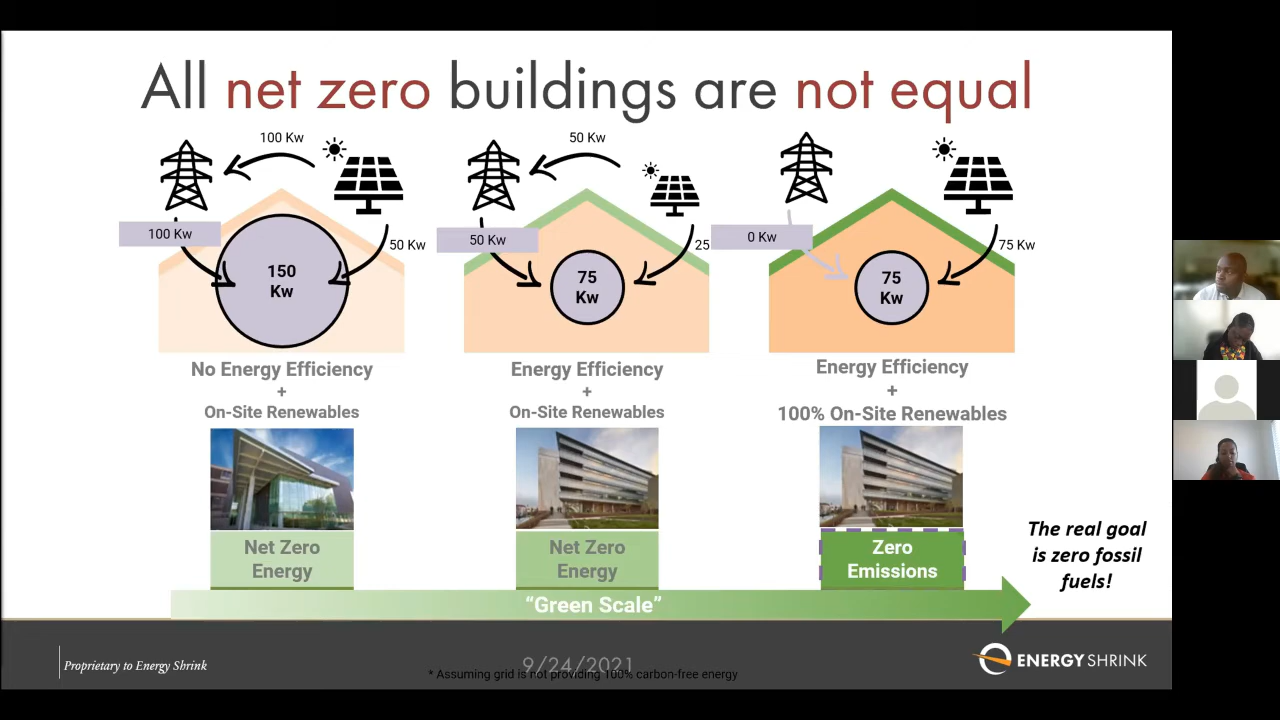 All net zero buildings are not equal
100 Kw
50 Kw
100 Kw
50 Kw
50 Kw
25
0 Kw
75 Kw
150
Kw
75
Kw
75
Kw
No Energy Efficiency
+
On-Site Renewables
Energy Efficiency
+
On-Site Renewables
Energy Efficiency
+
100% On-Site Renewables
Net Zero
Energy
Net Zero
Energy
Zero
Emissions
The real goal
is zero fossil
fuels!
“Green Scale”
Proprietary to Energy Shrink
9/24/2021
* Assuming grid is not providing 100% carbon-free energy
ENERGY SHRINK